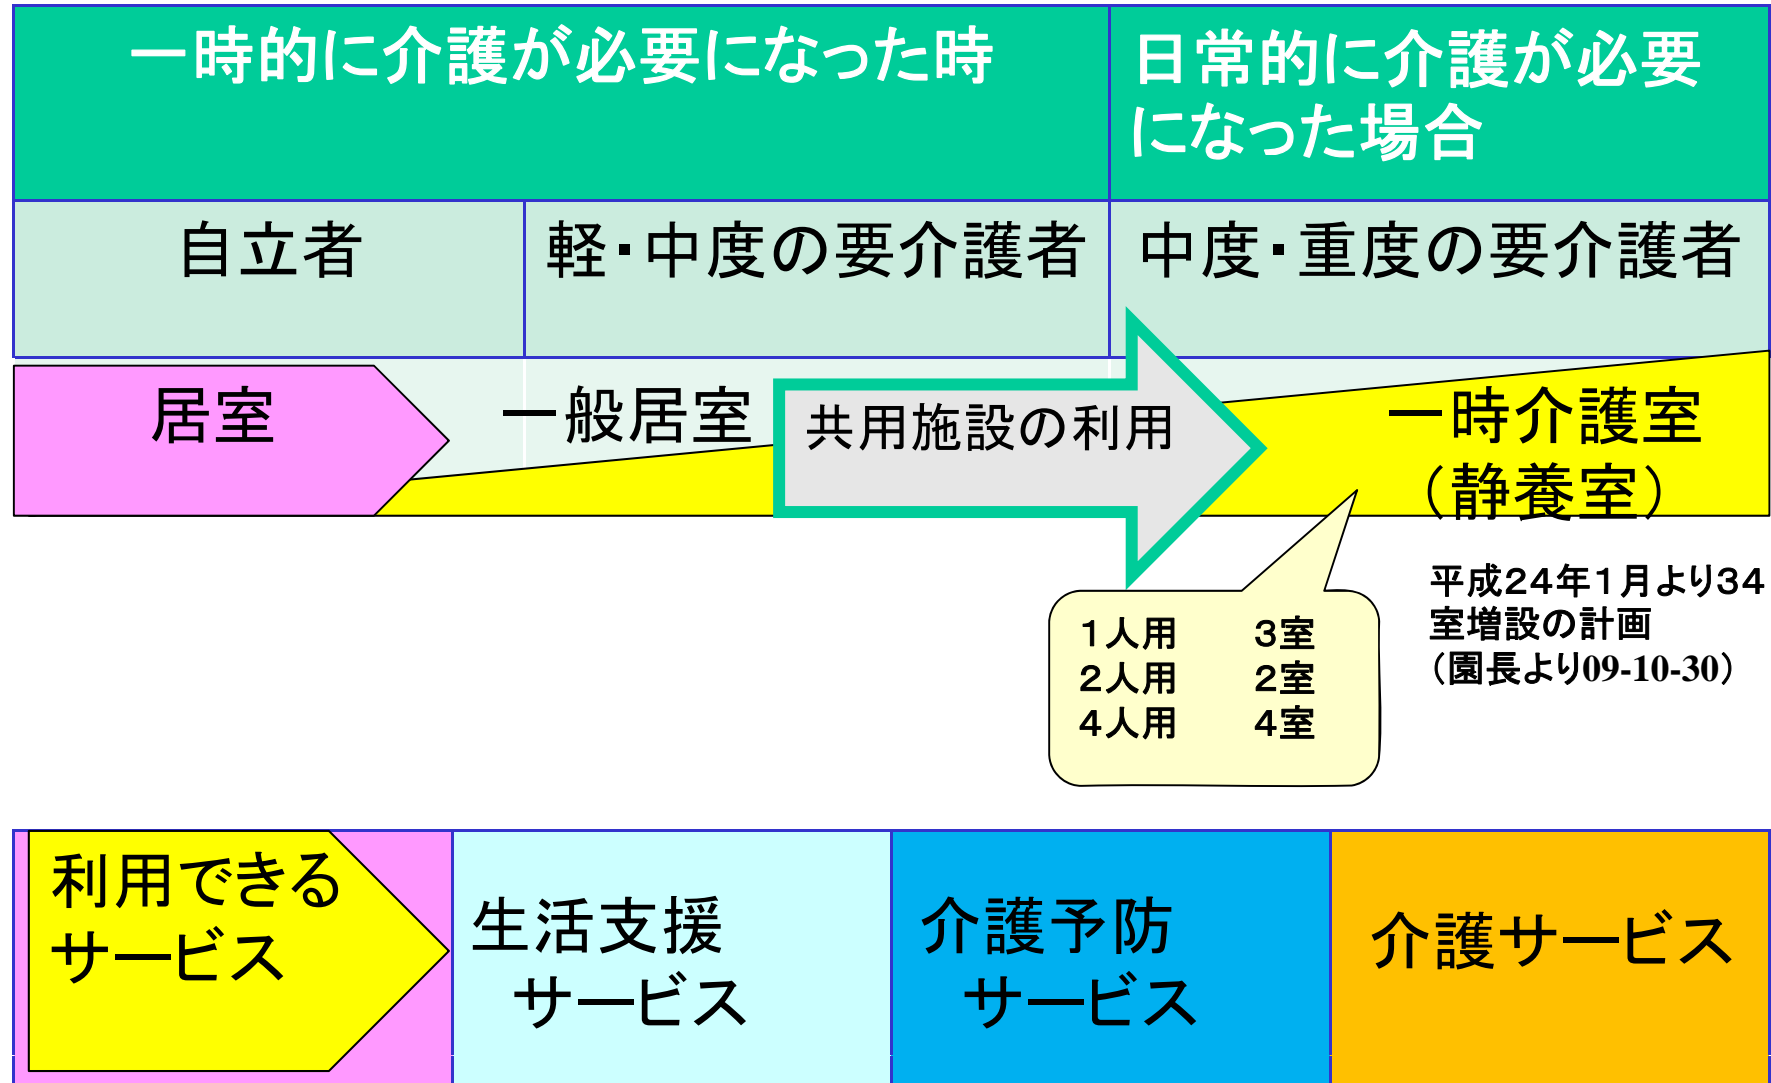 一時的に介護が必要になった時
日常的に介護が必要
になった場合
自立者
軽・中度の要介護者
中度・重度の要介護者
居室
一般居室
共用施設の利用
一時介護室
（静養室）
平成２４年１月より３４
室増設の計画
（園長より09-10-30）
１人用　　３室
２人用　　２室
４人用　　４室
利用できる
サービス
生活支援
サービス
介護予防
サービス
介護サービス